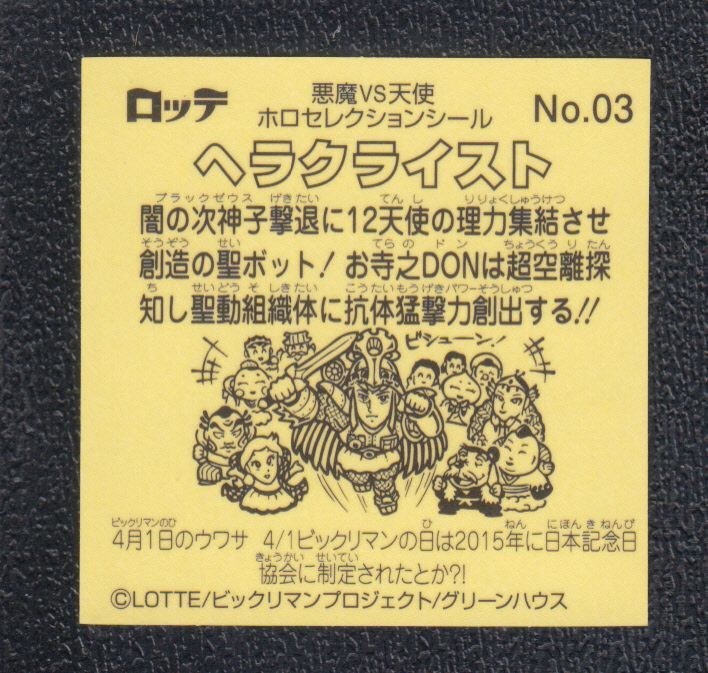 ロッテ
悪魔VS天使
ホロセレクションシール
No.03
ヘラクライスト
ブラックゼウス げきたい てんし りりょくしゅうけつ
闇の次神子撃退に12天使の理力集結させ
そうぞう せい てらの ドン ちょうくうりたん
創造の聖ボット! お寺之DONは超空離探
ち せいどうそしきたい こうたいもうげきパワーそうしゅつ
知し聖動組織体に抗体猛撃力創出する!!
ビシューン!
ビックリマンのひ ひ ねん にほんきねんび
4月1日のウワサ 4/1ビックリマンの日は2015年に日本記念日
きょうかい せいてい
協会に制定されたとか?!
©LOTTE/ビックリマンプロジェクト/グリーンハウス